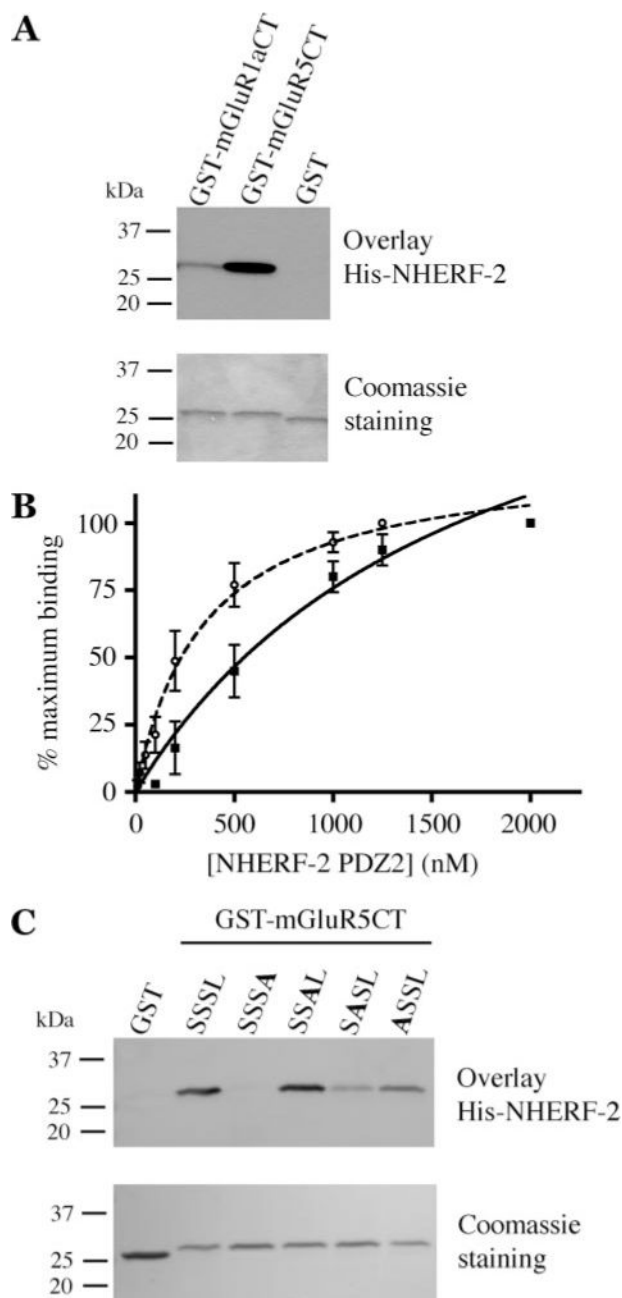 A
GST-mGluR1aCT
GST-mGluR5CT
GST
kDa
37
25
20
Overlay
His-NHERF-2
37
25
20
Coomassie
staining
B
% maximum binding
100
75
50
25
0
0 500 1000 1500 2000
[NHERF-2 PDZ2] (nM)
C
GST-mGluR5CT
GST
SSSL
SSSA
SSAL
SASL
ASSL
kDa
37
25
20
Overlay
His-NHERF-2
37
25
20
Coomassie
staining